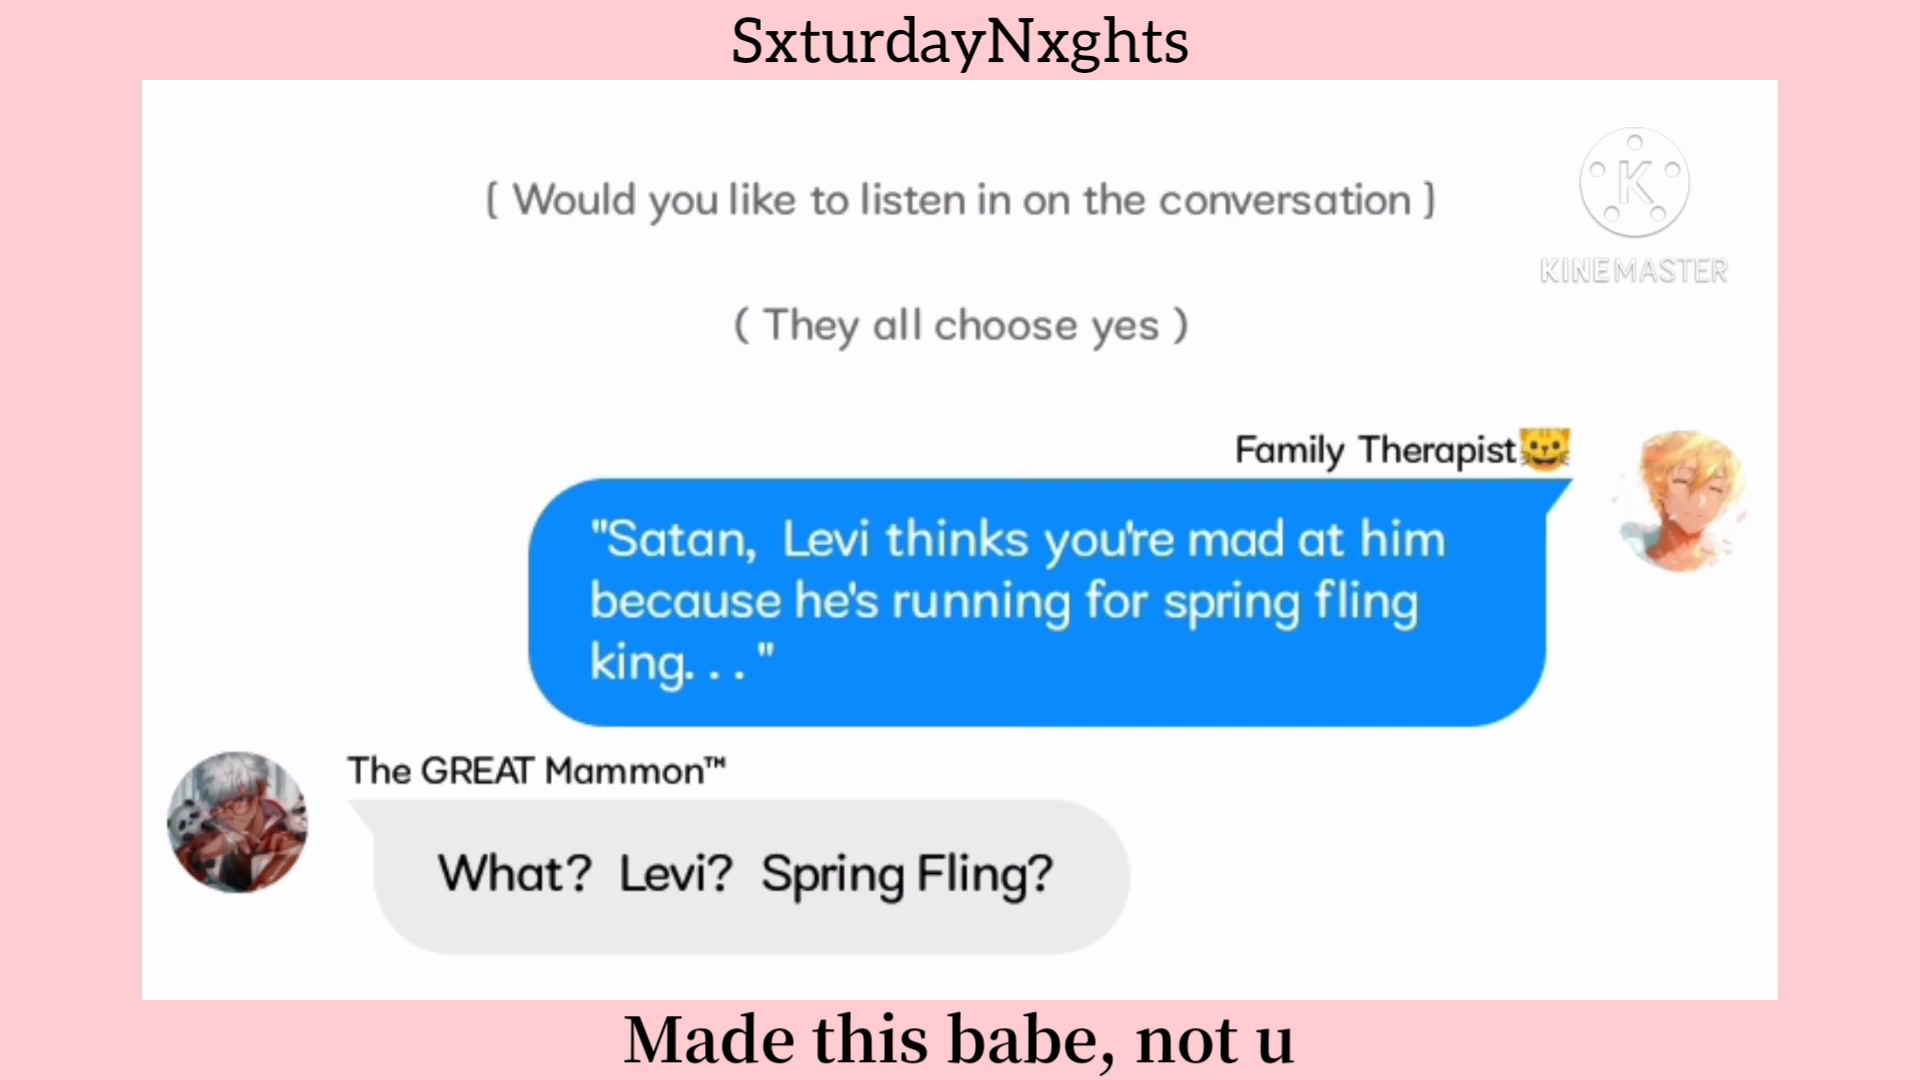 SxturdayNxghts
[ Would you like to listen in on the conversation ]
KINEMASTER
( They all choose yes )
Family Therapist😺
"Satan, Levi thinks you're mad at him
because he's running for spring fling
king. . . "
The GREAT Mammon™
What? Levi? Spring Fling?
Made this babe, not u